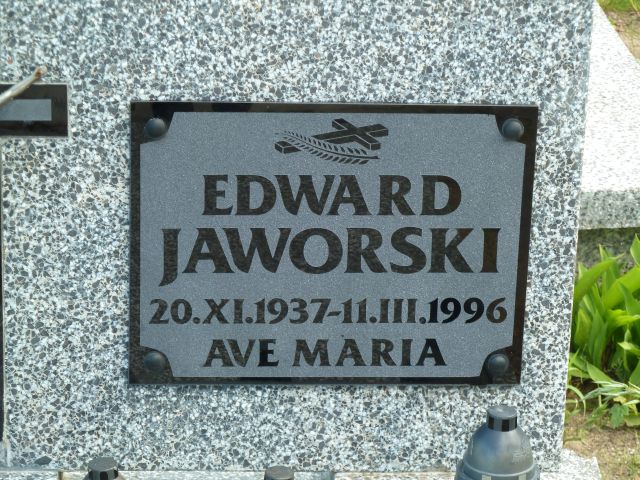 EDWARD
JAWORSKI
20.XI.1937-11.III.1996
AVE MARIA